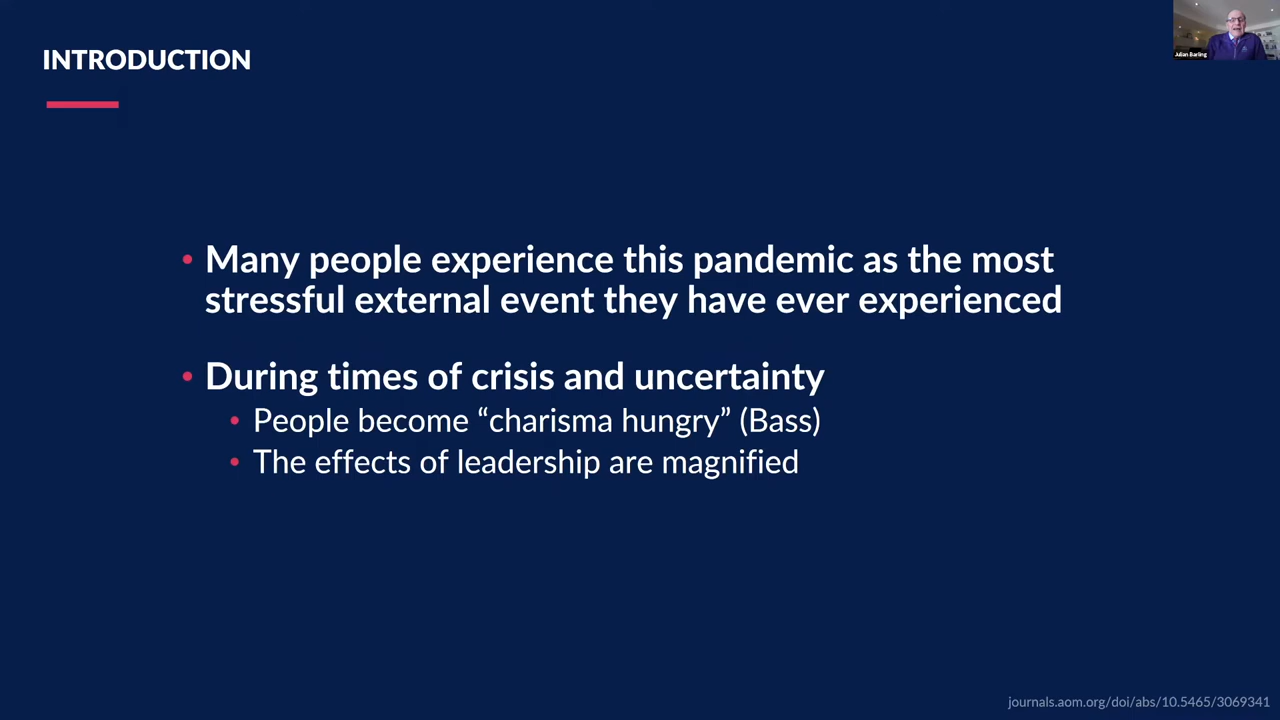 INTRODUCTION
Julian Barling
• Many people experience this pandemic as the most
stressful external event they have ever experienced
• During times of crisis and uncertainty
• People become “charisma hungry” (Bass)
• The effects of leadership are magnified
journals.aom.org/doi/abs/10.5465/3069341